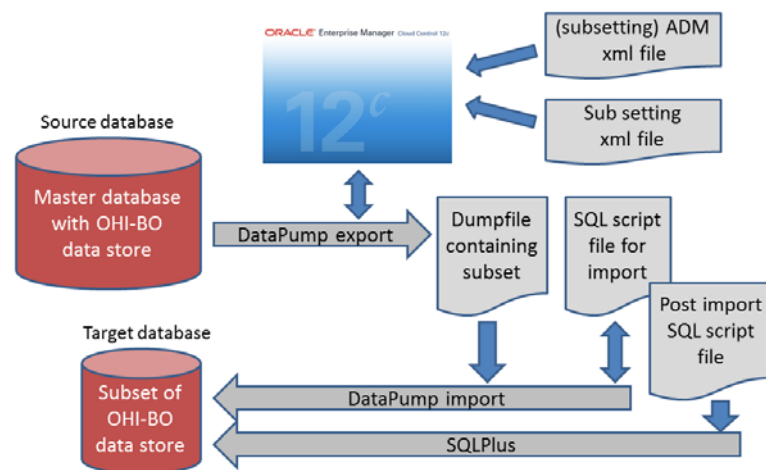 ORACLE Enterprise Manager Cloud Control 12c
12c
(subsetting) ADM
xml file
Sub setting
xml file
Source database
Master database
with OHI-BO
data store
DataPump export
Dumpfile
containing
subset
SQL script
file for
import
Post import
SQL script
file
Target database
Subset of
OHI-BO
data store
DataPump import
SQLPlus